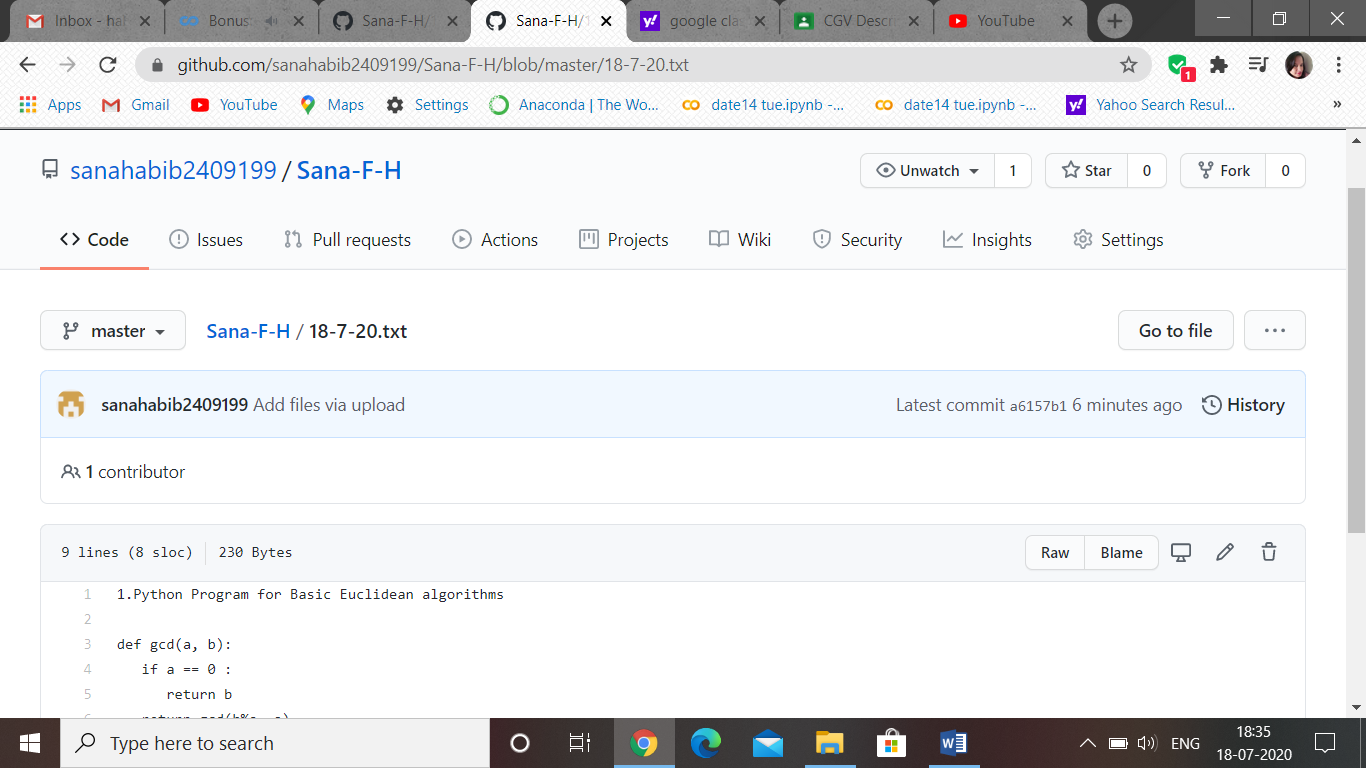 Inbox - hal
Bonus:
Sana-F-H/
Sana-F-H/1
google cla
CGV Descr
YouTube
github.com/sanahabib2409199/Sana-F-H/blob/master/18-7-20.txt
1
Apps
Gmail
YouTube
Maps
Settings
Anaconda | The Wo...
date14 tue.ipynb -...
date14 tue.ipynb -...
Yahoo Search Resul...
»
sanahabib2409199 / Sana-F-H
Unwatch 1
Star 0
Fork 0
Code
Issues
Pull requests
Actions
Projects
Wiki
Security
Insights
Settings
master
Sana-F-H / 18-7-20.txt
Go to file
...
sanahabib2409199 Add files via upload
Latest commit a6157b1 6 minutes ago
History
1 contributor
9 lines (8 sloc) 230 Bytes
Raw
Blame
1 1.Python Program for Basic Euclidean algorithms
2
3 def gcd(a, b):
4 if a == 0 :
5 return b
Type here to search
ENG
18:35
18-07-2020